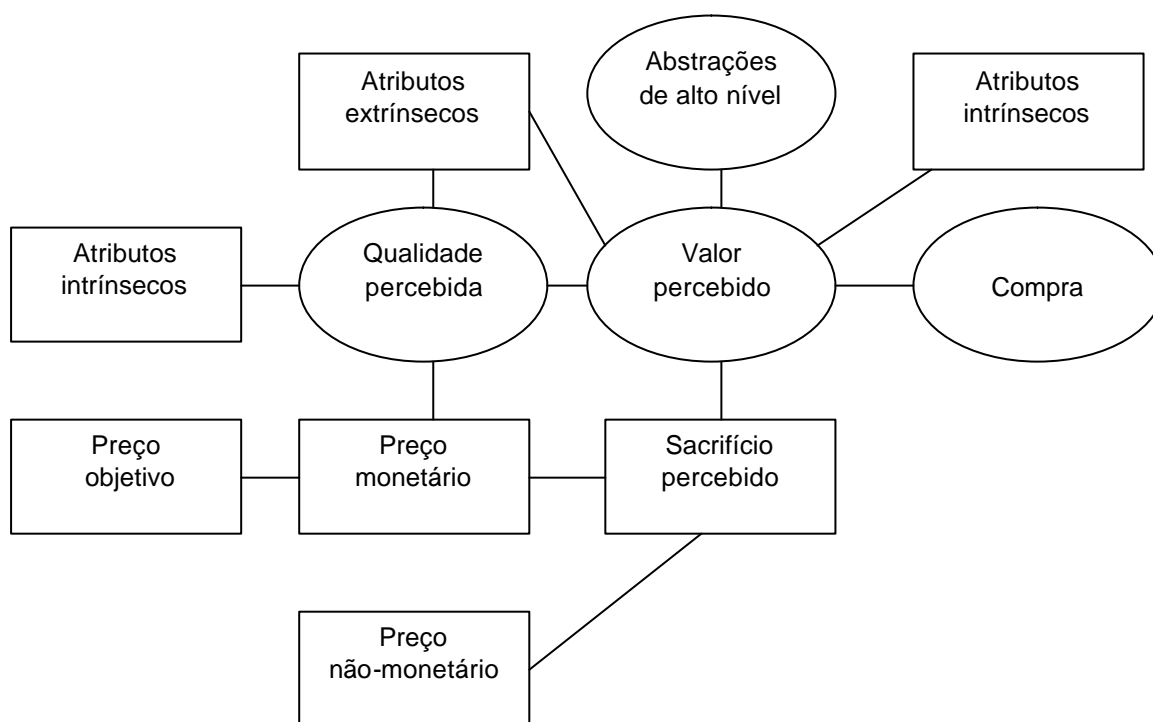 Abstrações
de alto nível
Atributos
extrínsecos
Atributos
intrínsecos
Atributos
intrínsecos
Qualidade
percebida
Valor
percebido
Compra
Preço
objetivo
Preço
monetário
Sacrifício
percebido
Preço
não-monetário